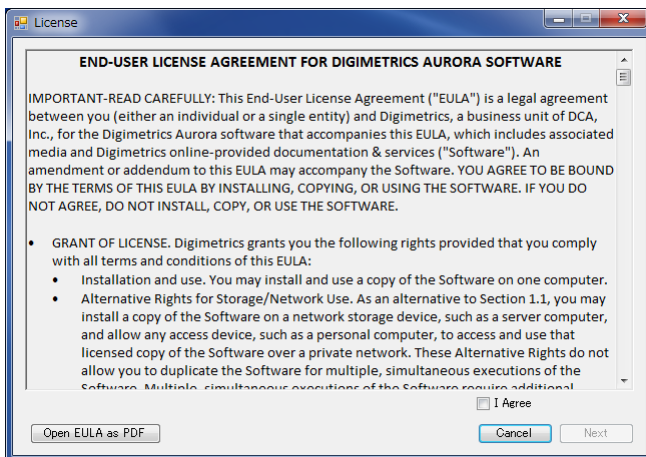 License
END-USER LICENSE AGREEMENT FOR DIGIMETRICS AURORA SOFTWARE
IMPORTANT-READ CAREFULLY: This End-User License Agreement ("EULA") is a legal agreement
between you (either an individual or a single entity) and Digimetrics, a business unit of DCA,
Inc., for the Digimetrics Aurora software that accompanies this EULA, which includes associated
media and Digimetrics online-provided documentation & services ("Software"). An
amendment or addendum to this EULA may accompany the Software. YOU AGREE TO BE BOUND
BY THE TERMS OF THIS EULA BY INSTALLING, COPYING, OR USING THE SOFTWARE. IF YOU DO
NOT AGREE, DO NOT INSTALL, COPY, OR USE THE SOFTWARE.
• GRANT OF LICENSE. Digimetrics grants you the following rights provided that you comply
with all terms and conditions of this EULA:
• Installation and use. You may install and use a copy of the Software on one computer.
• Alternative Rights for Storage/Network Use. As an alternative to Section 1.1, you may
install a copy of the Software on a network storage device, such as a server computer,
and allow any access device, such as a personal computer, to access and use that
licensed copy of the Software over a private network. These Alternative Rights do not
allow you to duplicate the Software for multiple, simultaneous executions of the
Software. Multiple, simultaneous executions of the Software require additional
I Agree
Open EULA as PDF
Cancel
Next